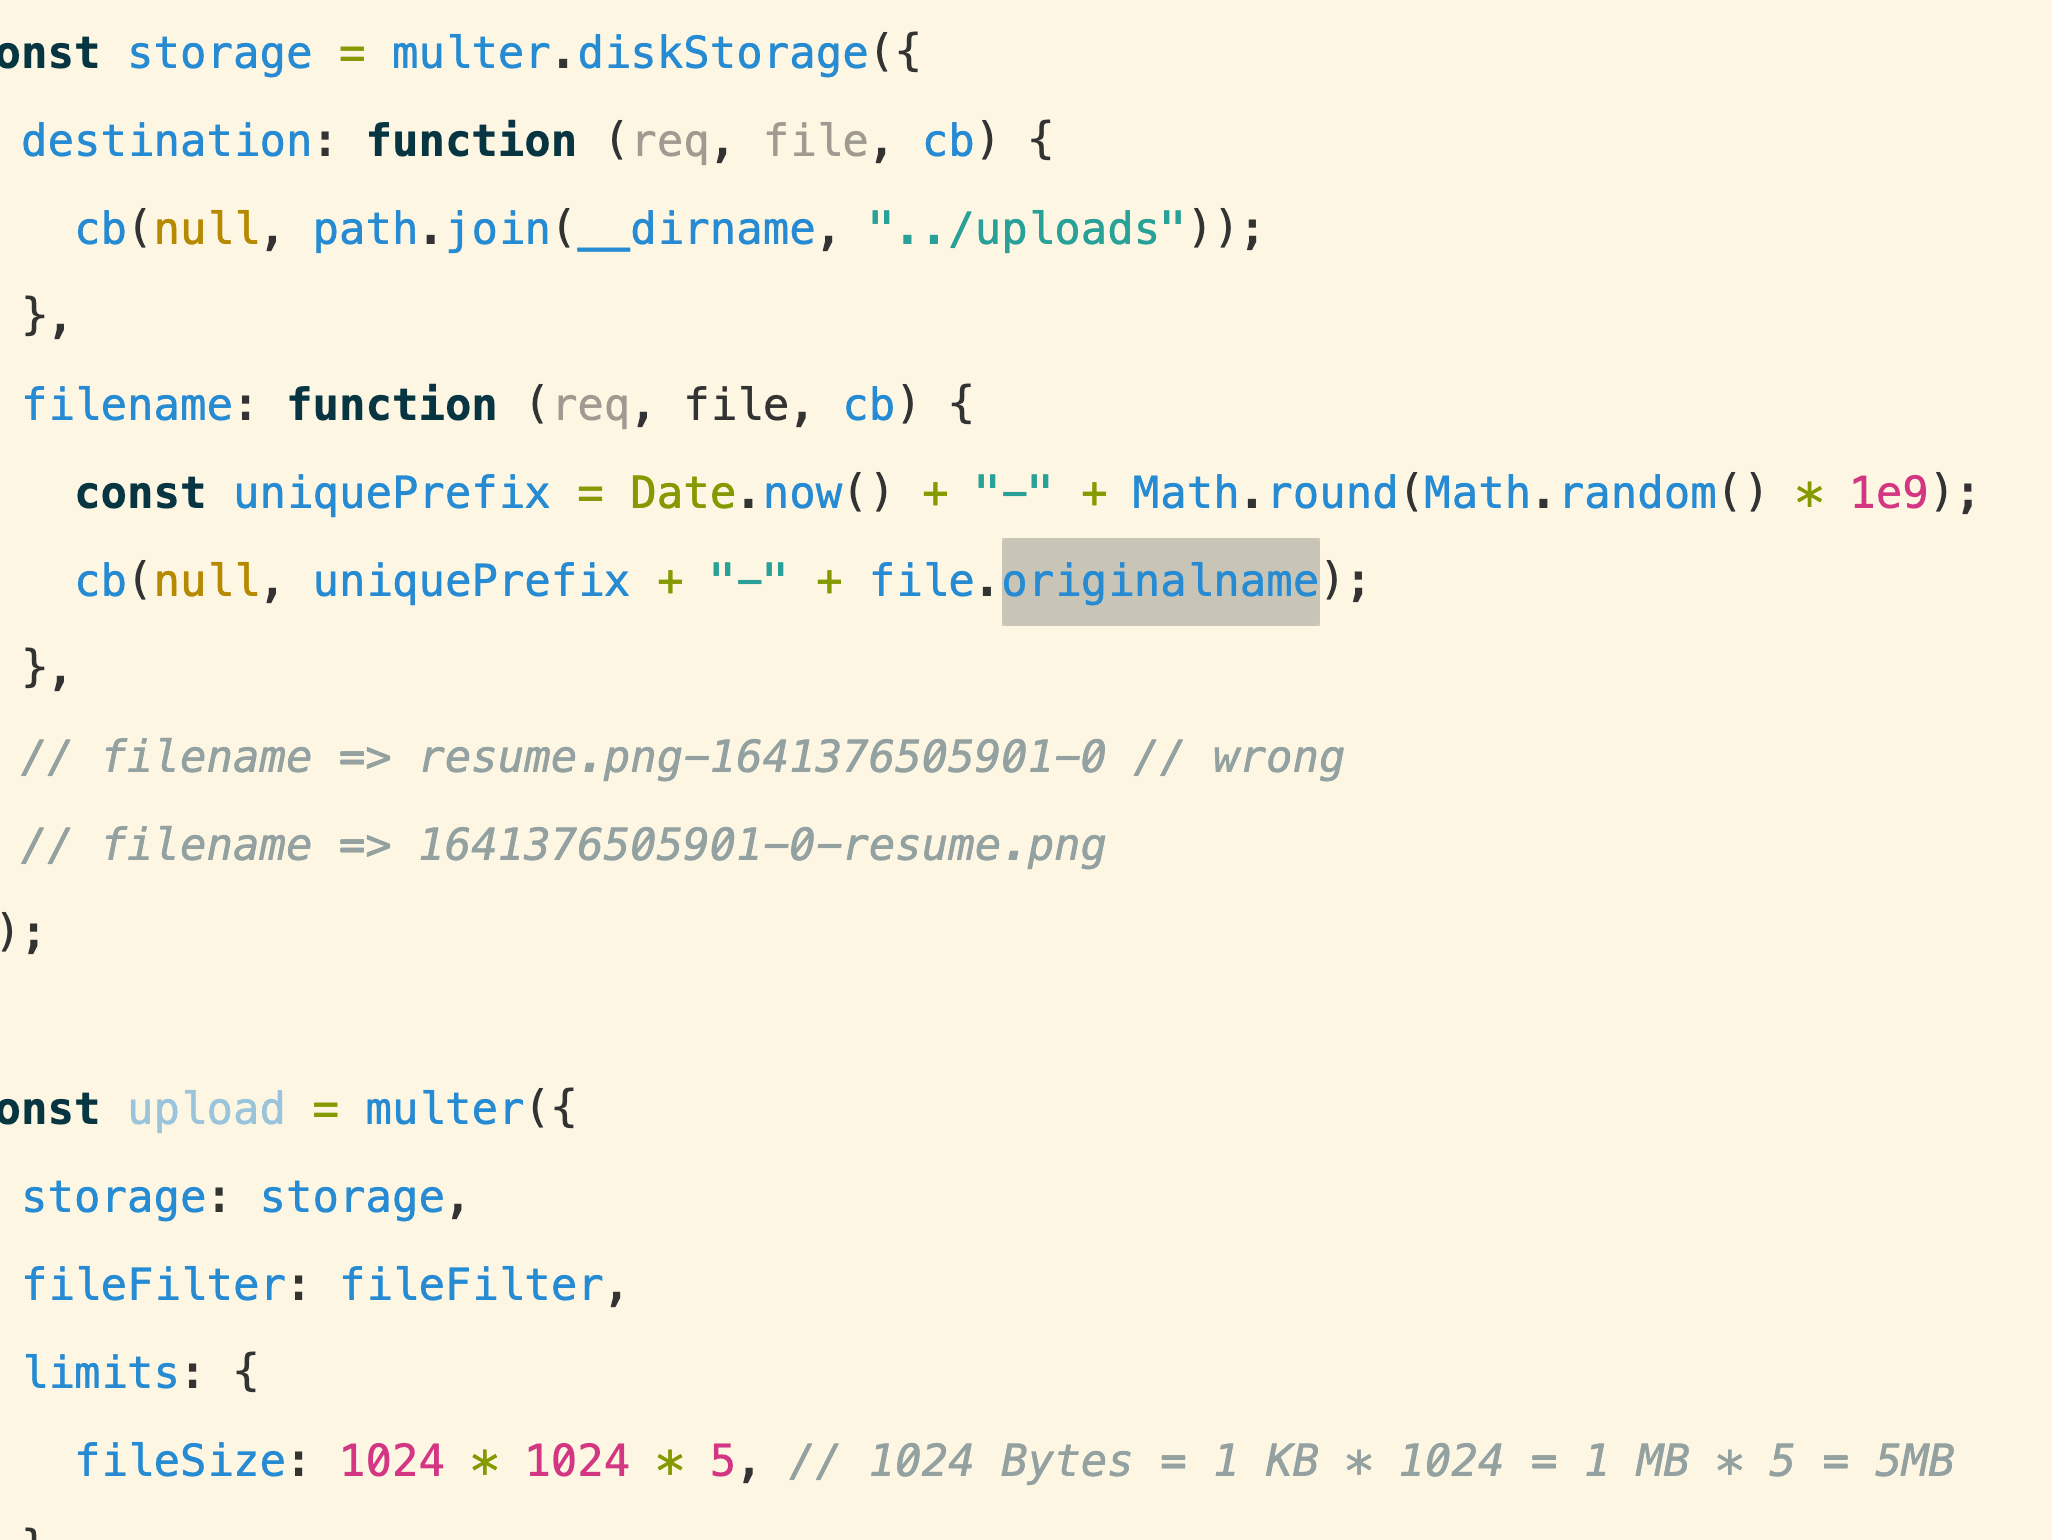 onst storage = multer.diskStorage({
destination: function (req, file, cb) {
cb(null, path.join(__dirname, "../uploads"));
},
filename: function (req, file, cb) {
const uniquePrefix = Date.now() + "-" + Math.round(Math.random() * 1e9);
cb(null, uniquePrefix + "-" + file.originalname);
},
// filename => resume.png-1641376505901-0 // wrong
// filename => 1641376505901-0-resume.png
);
onst upload = multer({
storage: storage,
fileFilter: fileFilter,
limits: {
fileSize: 1024 * 1024 * 5, // 1024 Bytes = 1 KB * 1024 = 1 MB * 5 = 5MB
}